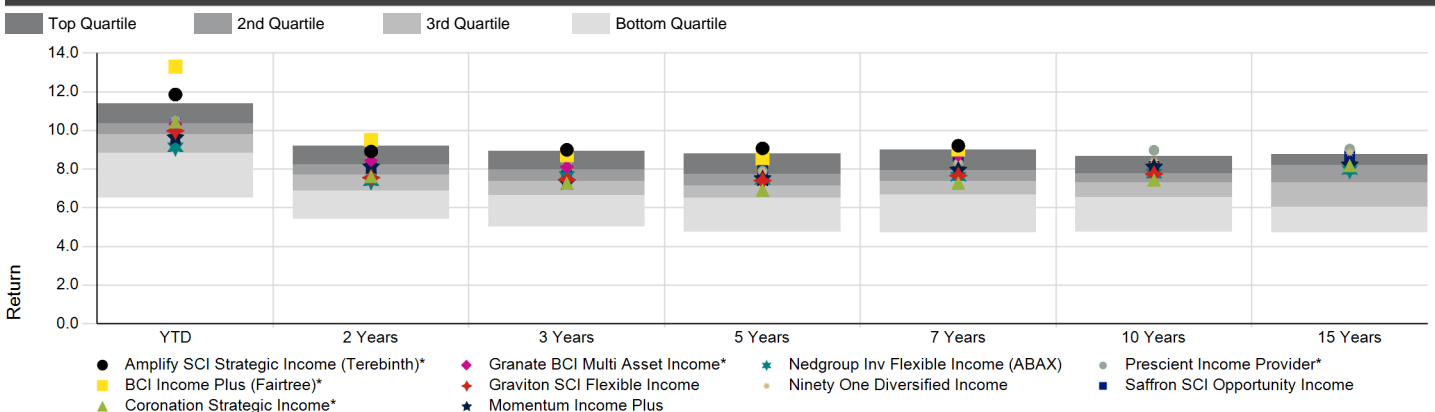 Top Quartile 2nd Quartile 3rd Quartile Bottom Quartile
14.0
12.0
10.0
8.0
6.0
4.0
2.0
0.0
Return
YTD 2 Years 3 Years 5 Years 7 Years 10 Years 15 Years
Amplify SCI Strategic Income (Terebinth)* Granate BCI Multi Asset Income* Nedgroup Inv Flexible Income (ABAX) Prescient Income Provider*
BCI Income Plus (Fairtree)* Graviton SCI Flexible Income Ninety One Diversified Income Saffron SCI Opportunity Income
Coronation Strategic Income* Momentum Income Plus